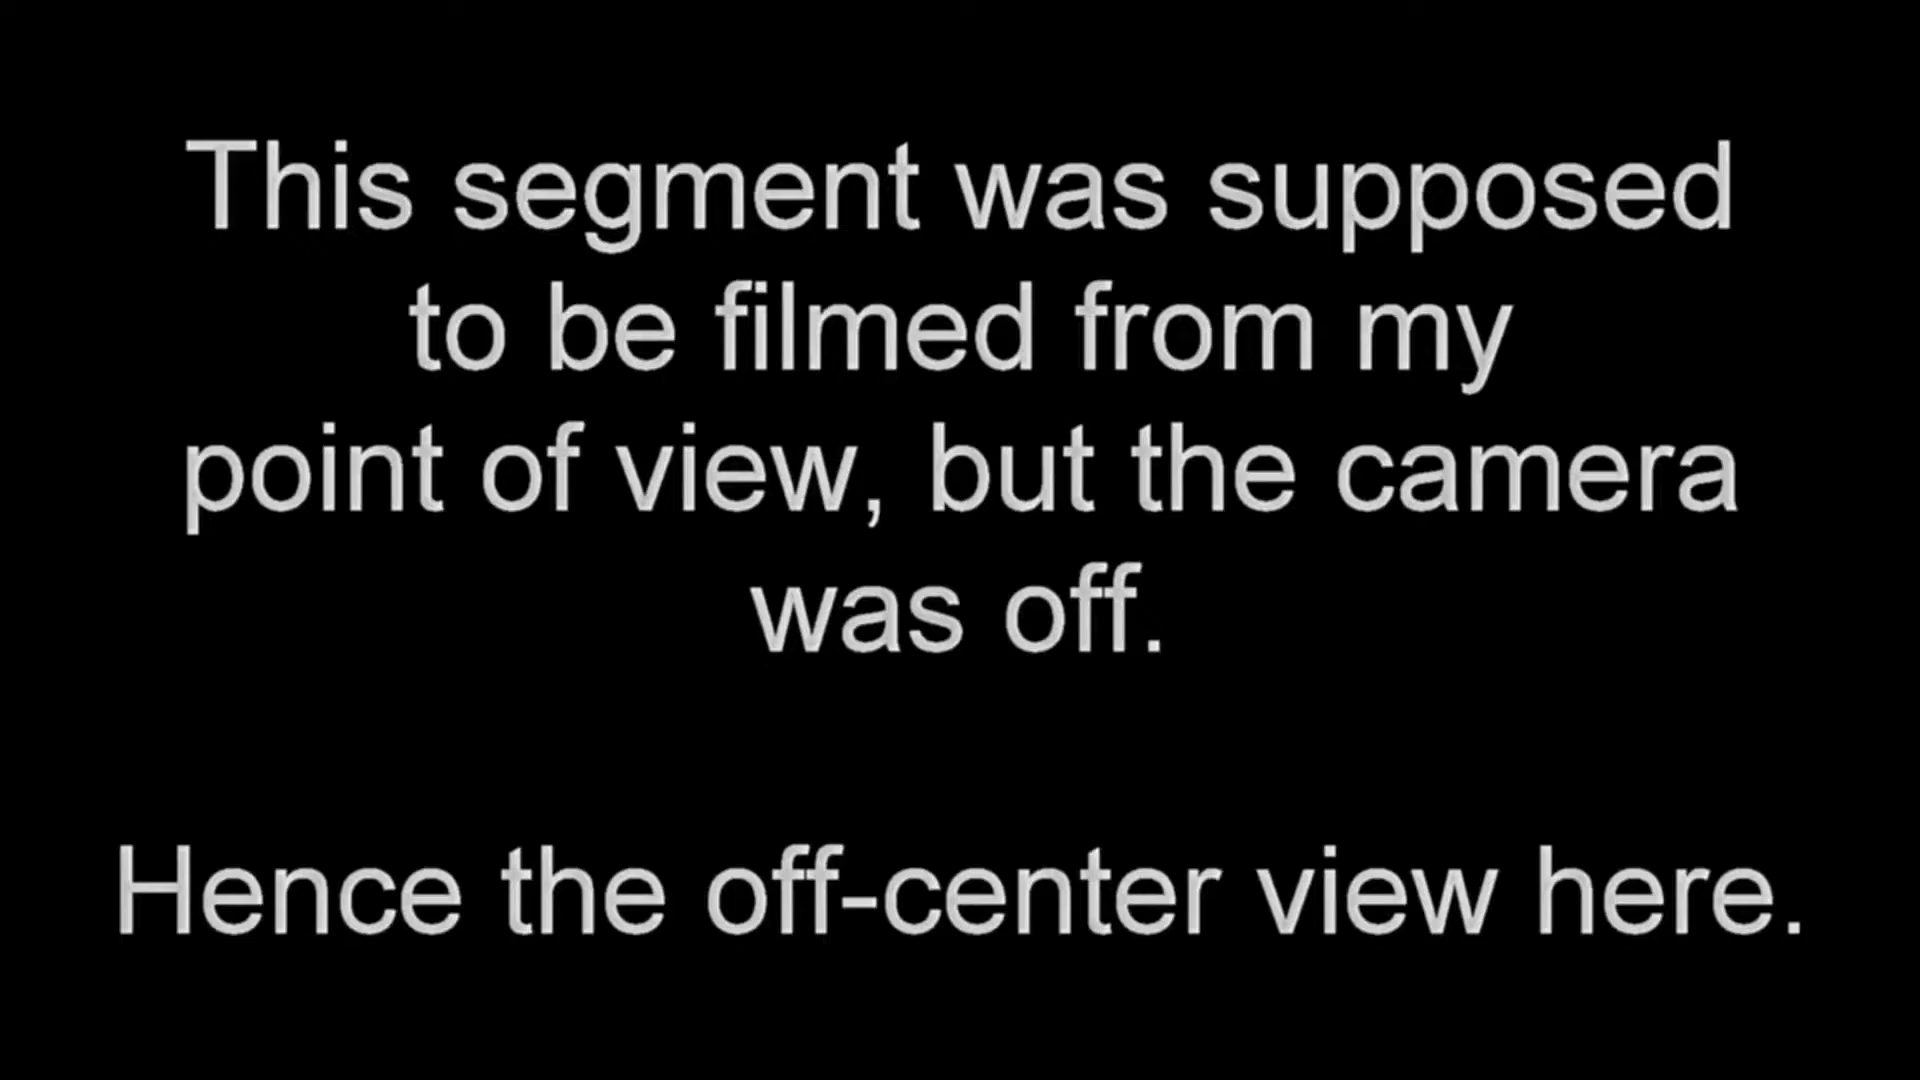 This segment was supposed
to be filmed from my
point of view, but the camera
was off.
Hence the off-center view here.